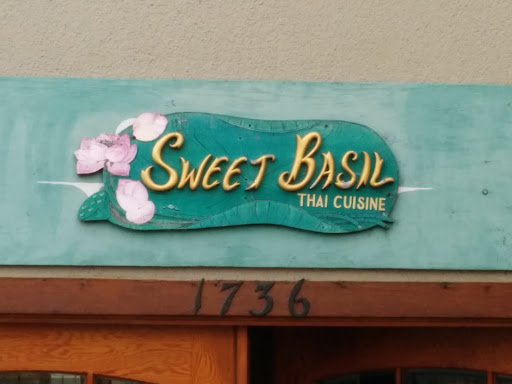 SWEET BASIL
THAI CUISINE
1736